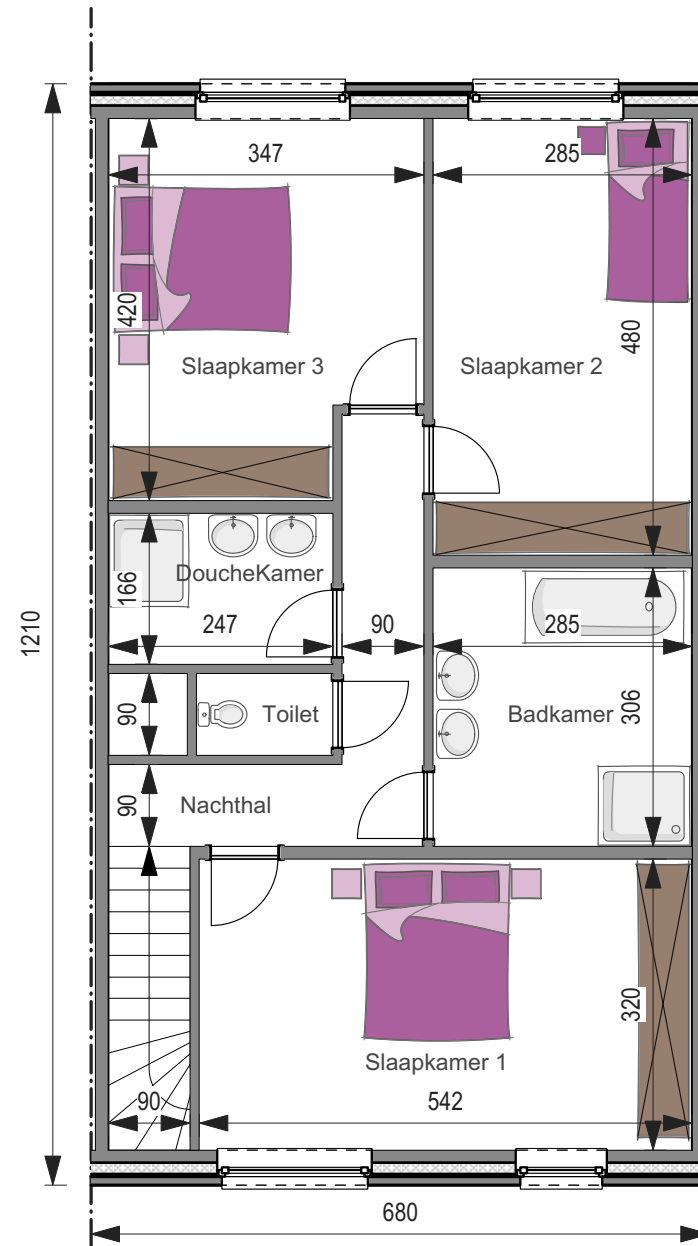 347
285
420
480
Slaapkamer 3
Slaapkamer 2
166
DoucheKamer
247
90
285
1210
90
Toilet
Badkamer
306
90
Nachthal
320
Slaapkamer 1
90
542
680